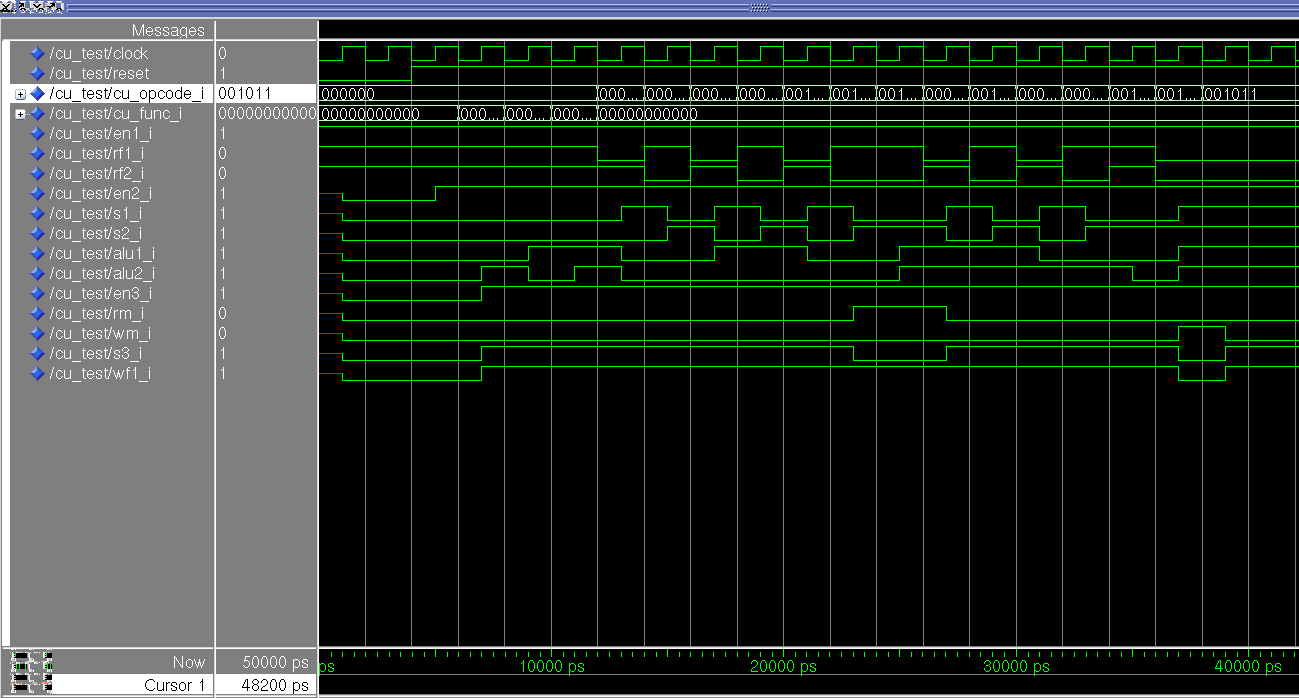 Messages
/cu_test/clock 0
/cu_test/reset 1
/cu_test/cu_opcode_i 001011 000000 000... 000... 000... 000... 001... 001... 001... 000... 001... 000... 000... 001... 001... 001011
/cu_test/cu_func_i 00000000000 00000000000 000... 000... 000... 00000000000
/cu_test/en1_i 1
/cu_test/rf1_i 0
/cu_test/rf2_i 0
/cu_test/en2_i 1
/cu_test/s1_i 1
/cu_test/s2_i 1
/cu_test/alu1_i 1
/cu_test/alu2_i 1
/cu_test/en3_i 1
/cu_test/rm_i 0
/cu_test/wm_i 0
/cu_test/s3_i 1
/cu_test/wf1_i 1
Now 50000 ps ps 10000 ps 20000 ps 30000 ps 40000 ps
Cursor 1 48200 ps